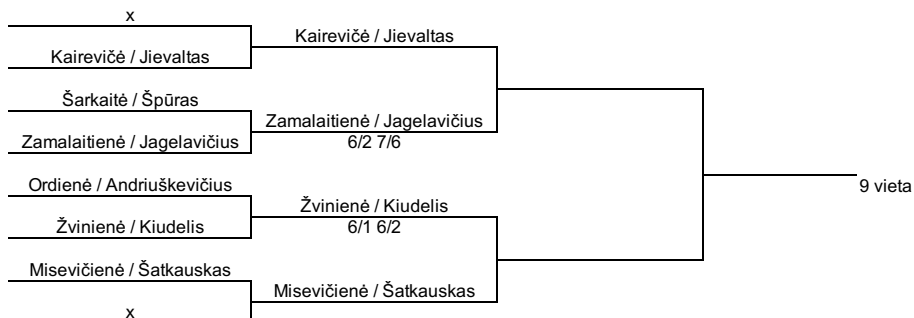 x
Kairevičė / Jievaltas
Šarkaitė / Špūras
Zamalaitienė / Jagelavičius
Ordienė / Andriuškevičius
Žvinienė / Kiudelis
Misevičienė / Šatkauskas
x
Kairevičė / Jievaltas
Zamalaitienė / Jagelavičius
6/2 7/6
Žvinienė / Kiudelis
6/1 6/2
Misevičienė / Šatkauskas
9 vieta